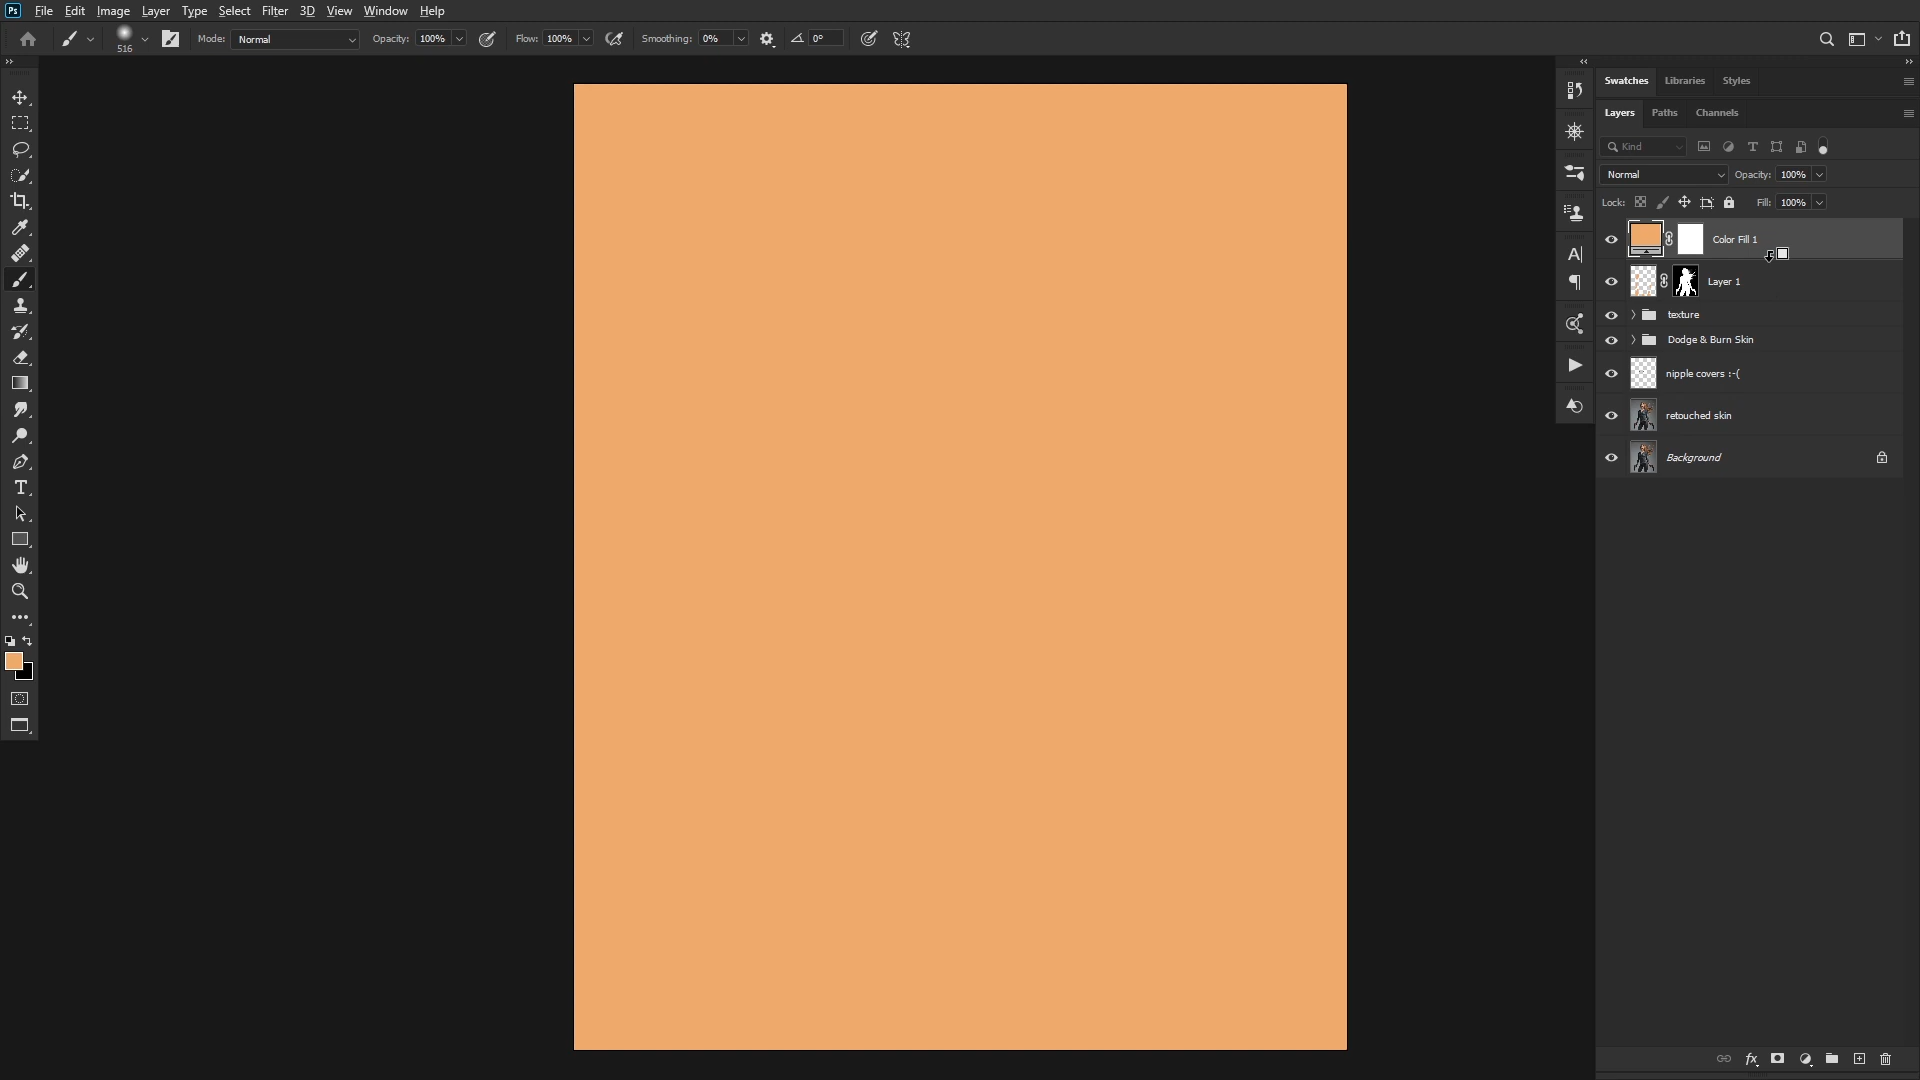 Ps File Edit Image Layer Type Select Filter 3D View Window Help
516 Mode: Normal Opacity: 100% Flow: 100% Smoothing: 0% 0°
Swatches Libraries Styles
Layers Paths Channels
Kind
Normal Opacity: 100%
Lock: Fill: 100%
Color Fill 1
Layer 1
texture
Dodge & Burn Skin
nipple covers :-(
retouched skin
Background